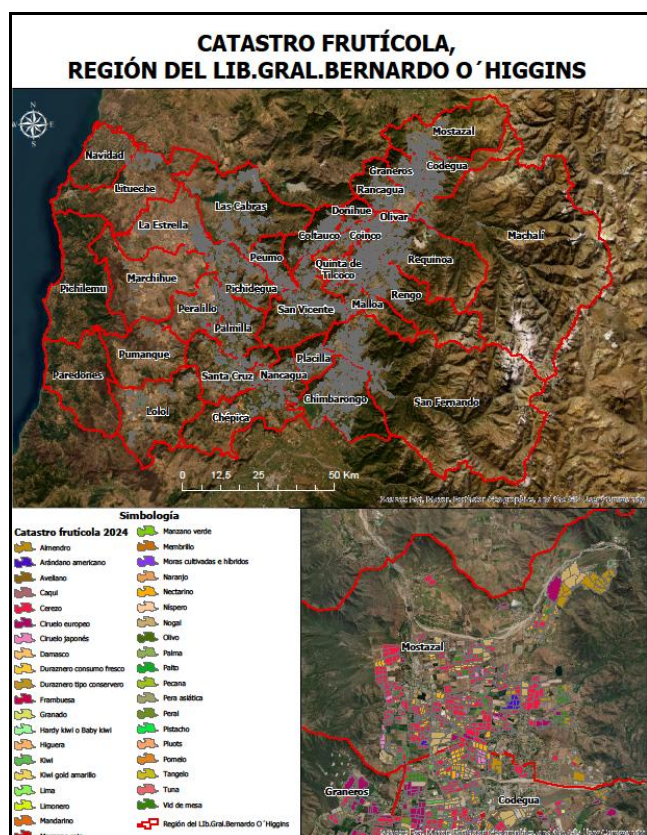 CATASTRO FRUTÍCOLA,
REGIÓN DEL LIB.GRAL.BERNARDO O´HIGGINS
N
S
Mostazal
Navidad
Codegua
Graneros
Litueche
Rancagua
Las Cabras
Doñihue
Olivar
La Estrella
Coltauco
Coinco
Machalí
Peumo
Requinoa
Quinta de
Tilcoco
Marchihue
Pichilemu
Pichidegua
Rengo
Peralillo
San Vicente
Malloa
Palmilla
Pumanque
Placilla
Paredones
Santa Cruz
Nancagua
Chimbarongo
San Fernando
Lolol
Chépica
0 12,5 25 50 Km
Simbología
Catastro frutícola 2024
Almendro
Arándano americano
Avellano
Caqui
Cerezo
Ciruelo europeo
Ciruelo japonés
Damasco
Duraznero consumo fresco
Duraznero tipo conservero
Frambuesa
Granado
Hardy kiwi o Baby kiwi
Higuera
Kiwi
Kiwi gold amarillo
Lima
Limonero
Mandarino
Manzano verde
Membrillo
Moras cultivadas e híbridos
Naranjo
Nectarino
Níspero
Nogal
Olivo
Palma
Palto
Pecana
Pera asiática
Peral
Pistacho
Pluots
Pomelo
Tangelo
Tuna
Vid de mesa
Región del LIb.Gral.Bernardo O´Higgins
Mostazal
Graneros
Codegua